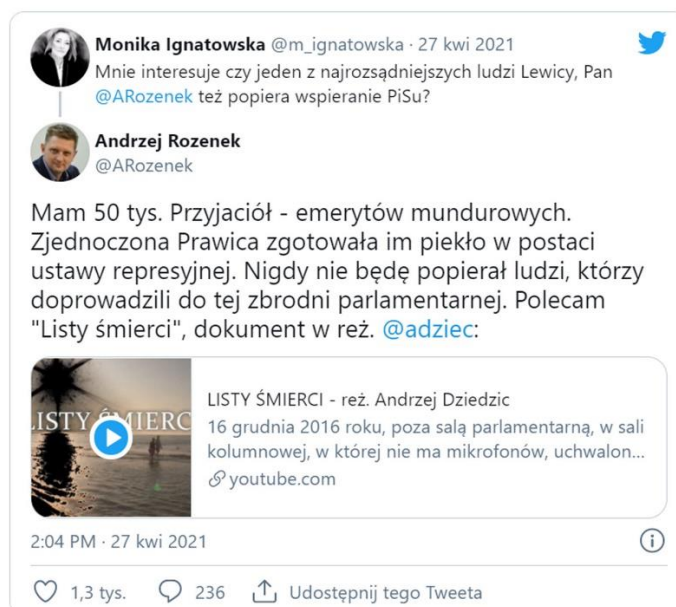 Monika Ignatowska @m_ignatowska · 27 kwi 2021
Mnie interesuje czy jeden z najrozsądniejszych ludzi Lewicy, Pan
@ARozenek też popiera wspieranie PiSu?
Andrzej Rozenek
@ARozenek
Mam 50 tys. Przyjaciół - emerytów mundurowych.
Zjednoczona Prawica zgotowała im piekło w postaci
ustawy represyjnej. Nigdy nie będę popierał ludzi, którzy
doprowadzili do tej zbrodni parlamentarnej. Polecam
"Listy śmierci", dokument w reż. @adziec:
LISTY ŚMIERC
LISTY ŚMIERCI - reż. Andrzej Dziedzic
16 grudnia 2016 roku, poza salą parlamentarną, w sali
kolumnowej, w której nie ma mikrofonów, uchwalon...
youtube.com
2:04 PM · 27 kwi 2021
1,3 tys. 236 Udostępnij tego Tweeta